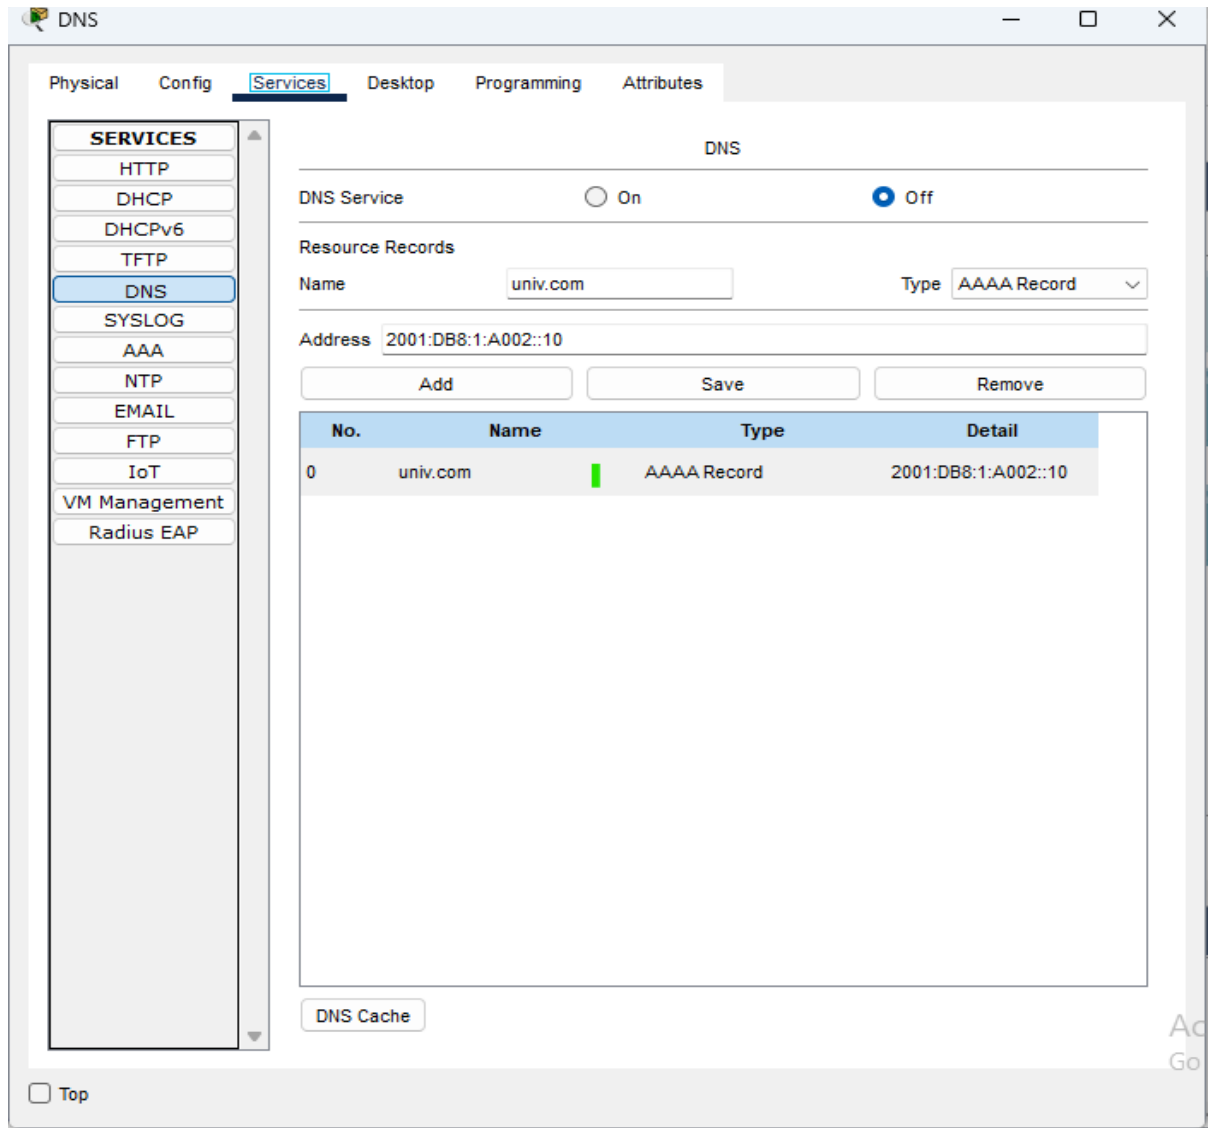 DNS
Physical Config Services Desktop Programming Attributes
SERVICES
HTTP
DHCP
DHCPv6
TFTP
DNS
SYSLOG
AAA
NTP
EMAIL
FTP
IoT
VM Management
Radius EAP
DNS
DNS Service On Off
Resource Records
Name univ.com Type AAAA Record
Address 2001:DB8:1:A002::10
Add Save Remove
No. Name Type Detail
0 univ.com AAAA Record 2001:DB8:1:A002::10
DNS Cache
Top
Go